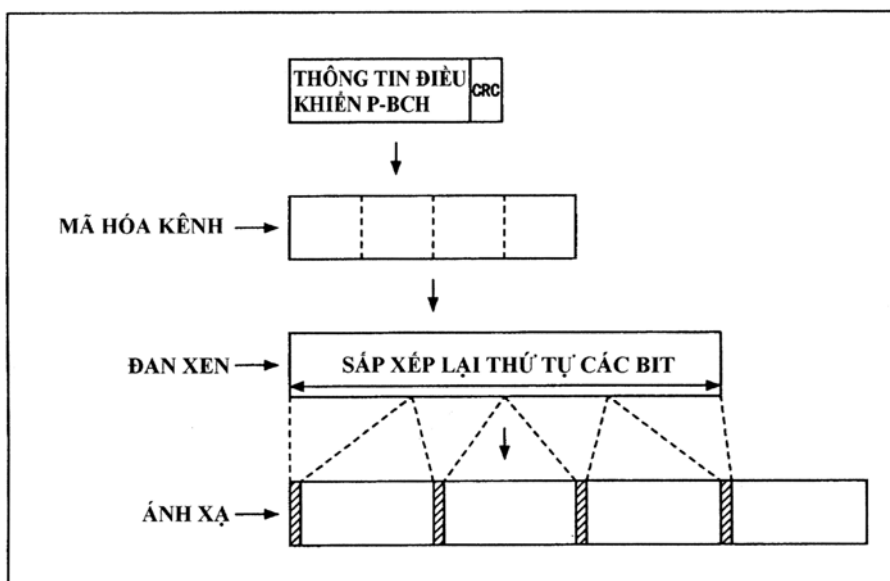 THÔNG TIN ĐIỀU
KHIỂN P-BCH
CRC
MÃ HÓA KÊNH
ĐAN XEN
SẮP XẾP LẠI THỨ TỰ CÁC BIT
ÁNH XẠ